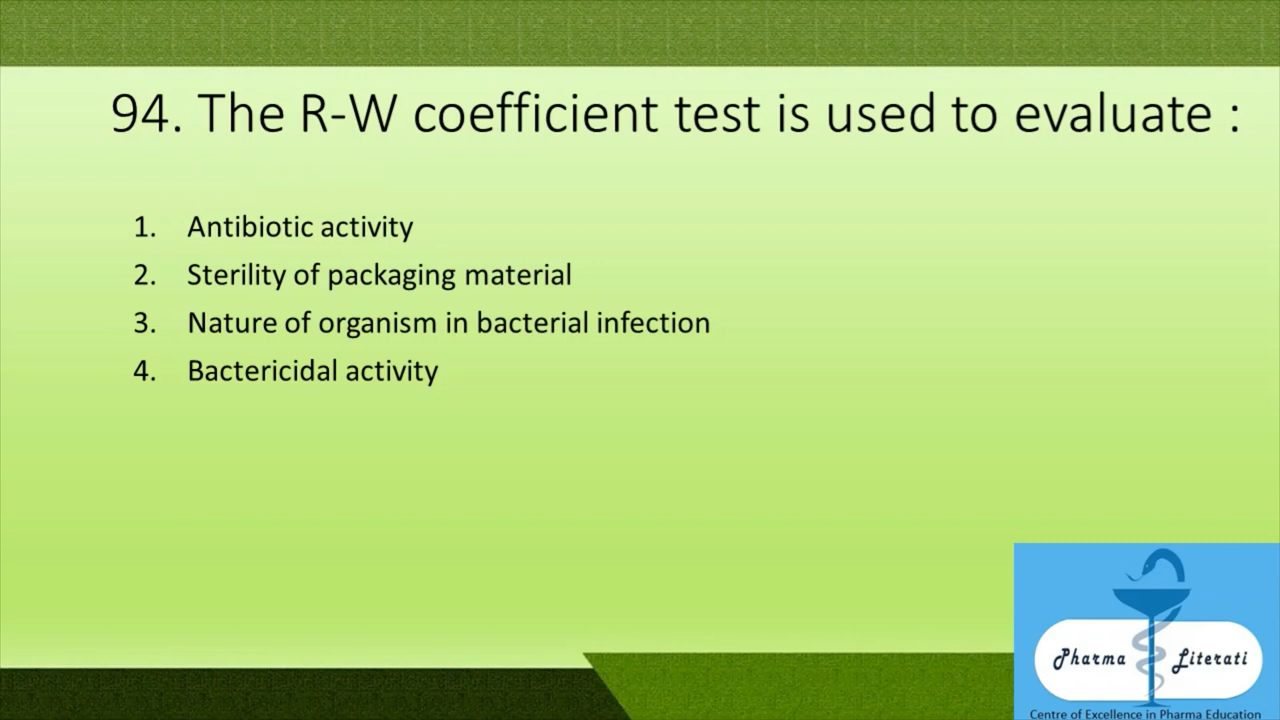 94. The R-W coefficient test is used to evaluate :
1. Antibiotic activity
2. Sterility of packaging material
3. Nature of organism in bacterial infection
4. Bactericidal activity
Pharma Literati
Centre of Excellence in Pharma Education